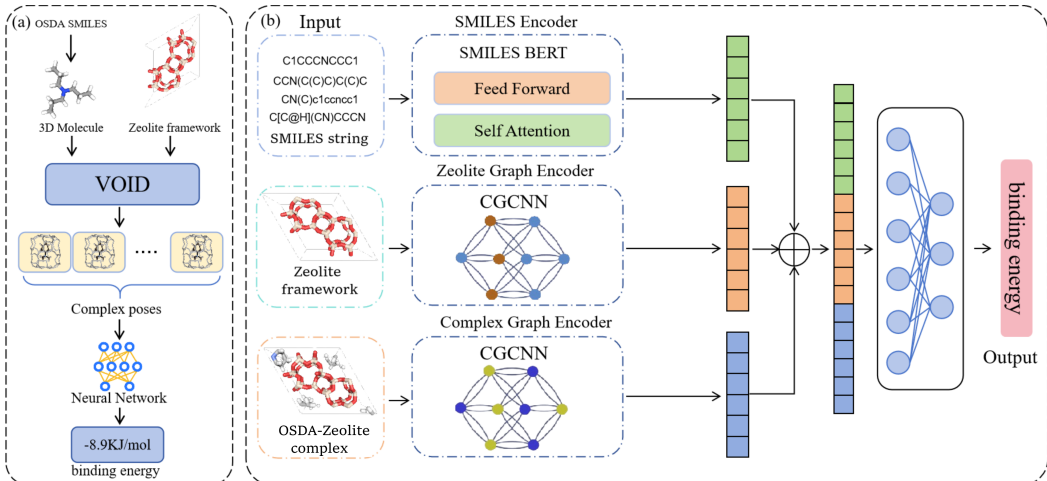 (a)
OSDA SMILES
3D Molecule
Zeolite framework
VOID
....
Complex poses
Neural Network
-8.9KJ/mol
binding energy
(b)
Input
C1CCCNCCC1
CCN(C(C)C)C(C)C
CN(C)c1ccncc1
C[C@H](CN)CCCN
SMILES string
SMILES Encoder
SMILES BERT
Feed Forward
Self Attention
Zeolite Graph Encoder
Zeolite
framework
CGCNN
Complex Graph Encoder
OSDA-Zeolite
complex
CGCNN
binding energy
Output